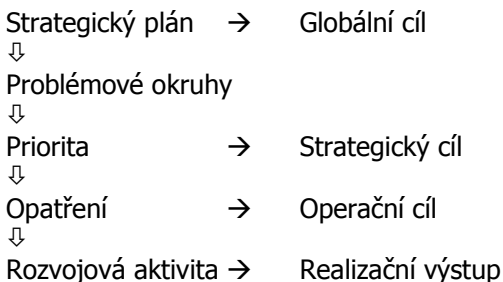 Strategický plán → Globální cíl
⇩
Problémové okruhy
⇩
Priorita → Strategický cíl
⇩
Opatření → Operační cíl
⇩
Rozvojová aktivita → Realizační výstup